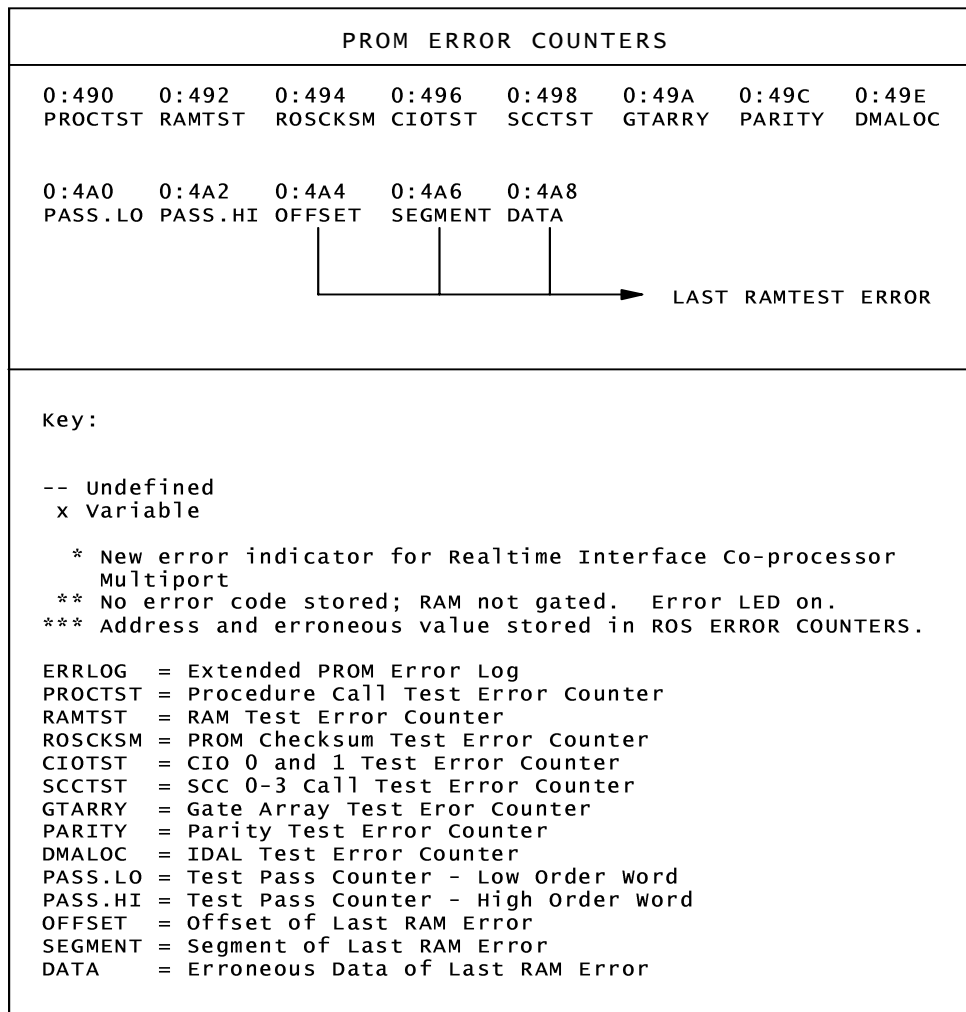 PROM ERROR COUNTERS
0:490 0:492 0:494 0:496 0:498 0:49A 0:49C 0:49E
PROCTST RAMTST ROSCKSM CIOTST SCCTST GTARRY PARITY DMALOC
0:4A0 0:4A2 0:4A4 0:4A6 0:4A8
PASS.LO PASS.HI OFFSET SEGMENT DATA
LAST RAMTEST ERROR
Key:
-- Undefined
x Variable
* New error indicator for Realtime Interface Co-processor
Multiport
** No error code stored; RAM not gated. Error LED on.
*** Address and erroneous value stored in ROS ERROR COUNTERS.
ERRLOG = Extended PROM Error Log
PROCTST = Procedure Call Test Error Counter
RAMTST = RAM Test Error Counter
ROSCKSM = PROM Checksum Test Error Counter
CIOTST = CIO 0 and 1 Test Error Counter
SCCTST = SCC 0-3 Call Test Error Counter
GTARRY = Gate Array Test Eror Counter
PARITY = Parity Test Error Counter
DMALOC = IDAL Test Error Counter
PASS.LO = Test Pass Counter - Low Order Word
PASS.HI = Test Pass Counter - High Order Word
OFFSET = Offset of Last RAM Error
SEGMENT = Segment of Last RAM Error
DATA = Erroneous Data of Last RAM Error